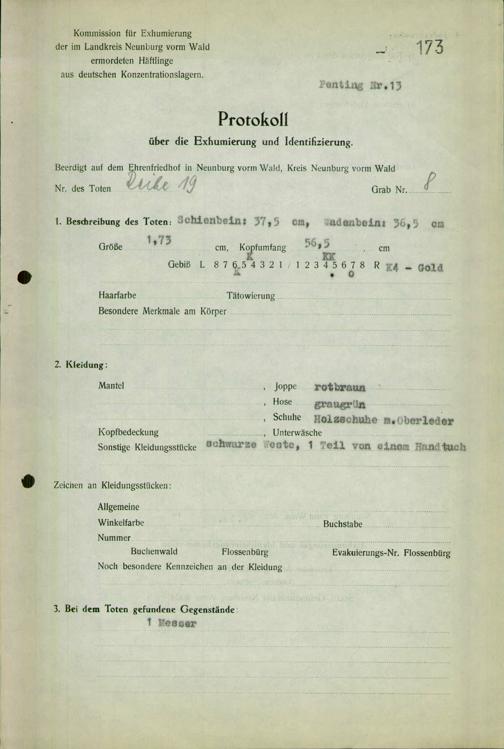 Kommission für Exhumierung
der im Landkreis Neunburg vorm Wald
ermordeten Häftlinge
aus deutschen Konzentrationslagern.
173
Penting Nr.13
Protokoll
über die Exhumierung und Identifizierung.
Beerdigt auf dem Ehrenfriedhof in Neunburg vorm Wald, Kreis Neunburg vorm Wald
Nr. des Toten Reihe 19 Grab Nr. 8
1. Beschreibung des Toten: Schienbein: 37,5 cm, Wadenbein: 36,5 cm
Größe 1,73 cm, Kopfumfang 56,5 cm
K KK
Gebiß L 8 7 6 5 4 3 2 1 / 1 2 3 4 5 6 7 8 R K4 - Gold
Haarfarbe Tätowierung
Besondere Merkmale am Körper
2. Kleidung:
Mantel , Joppe rotbraun
, Hose graugrün
, Schuhe Holzschuhe m.Oberleder
Kopfbedeckung , Unterwäsche
Sonstige Kleidungsstücke schwarze Weste, 1 Teil von einem Handtuch
Zeichen an Kleidungsstücken:
Allgemeine
Winkelfarbe Buchstabe
Nummer
Buchenwald Flossenbürg Evakuierungs-Nr. Flossenbürg
Noch besondere Kennzeichen an der Kleidung
3. Bei dem Toten gefundene Gegenstände:
1 Messer